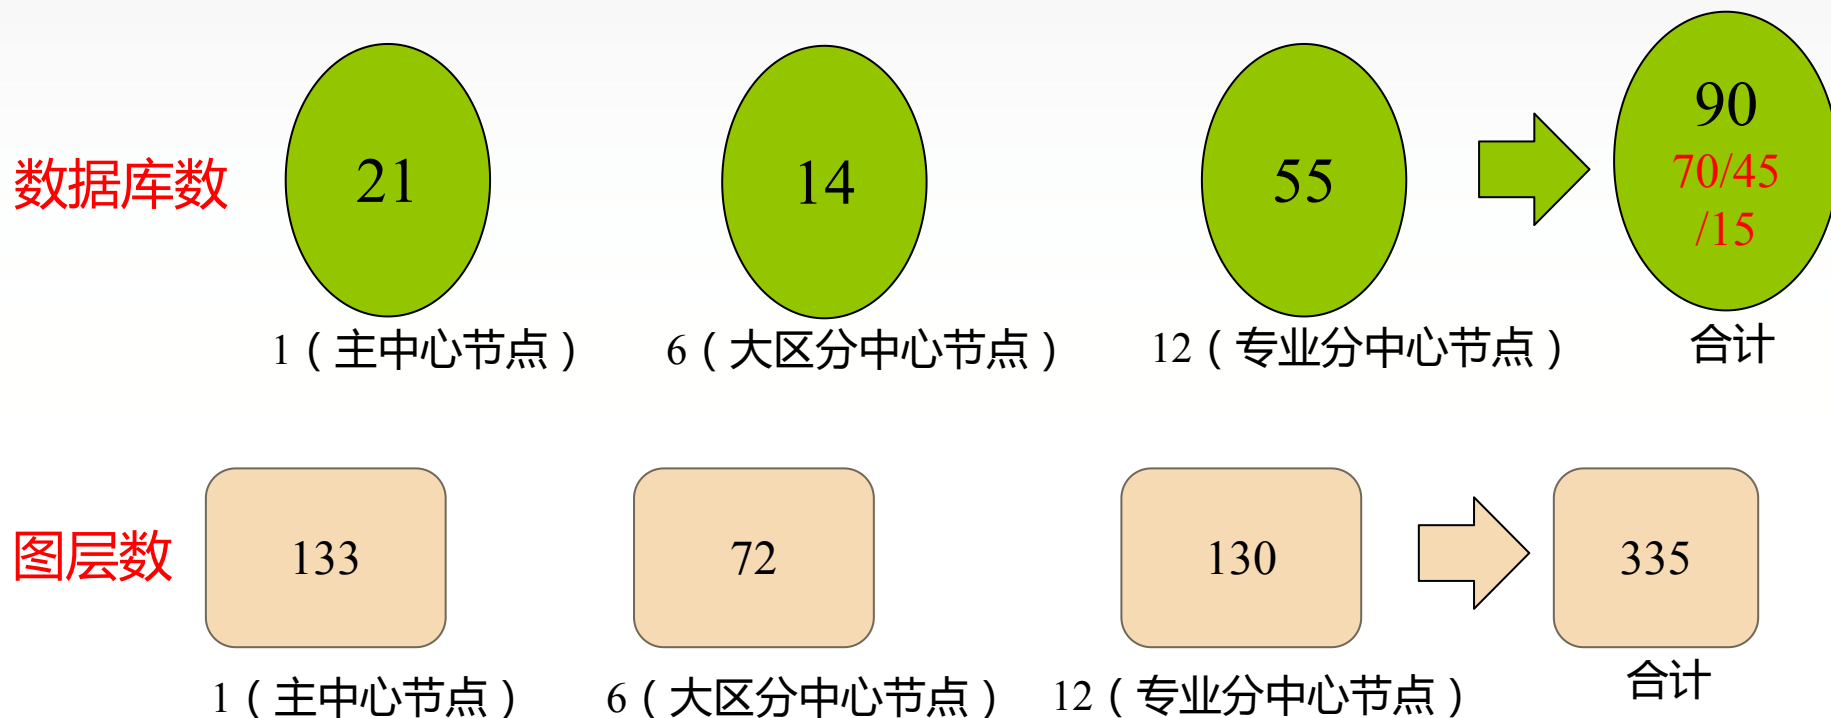 数据库数
21
14
55
90
70/45
/15
1（主中心节点）
6（大区分中心节点）
12（专业分中心节点）
合计
图层数
133
72
130
335
1（主中心节点）
6（大区分中心节点）
12（专业分中心节点）
合计